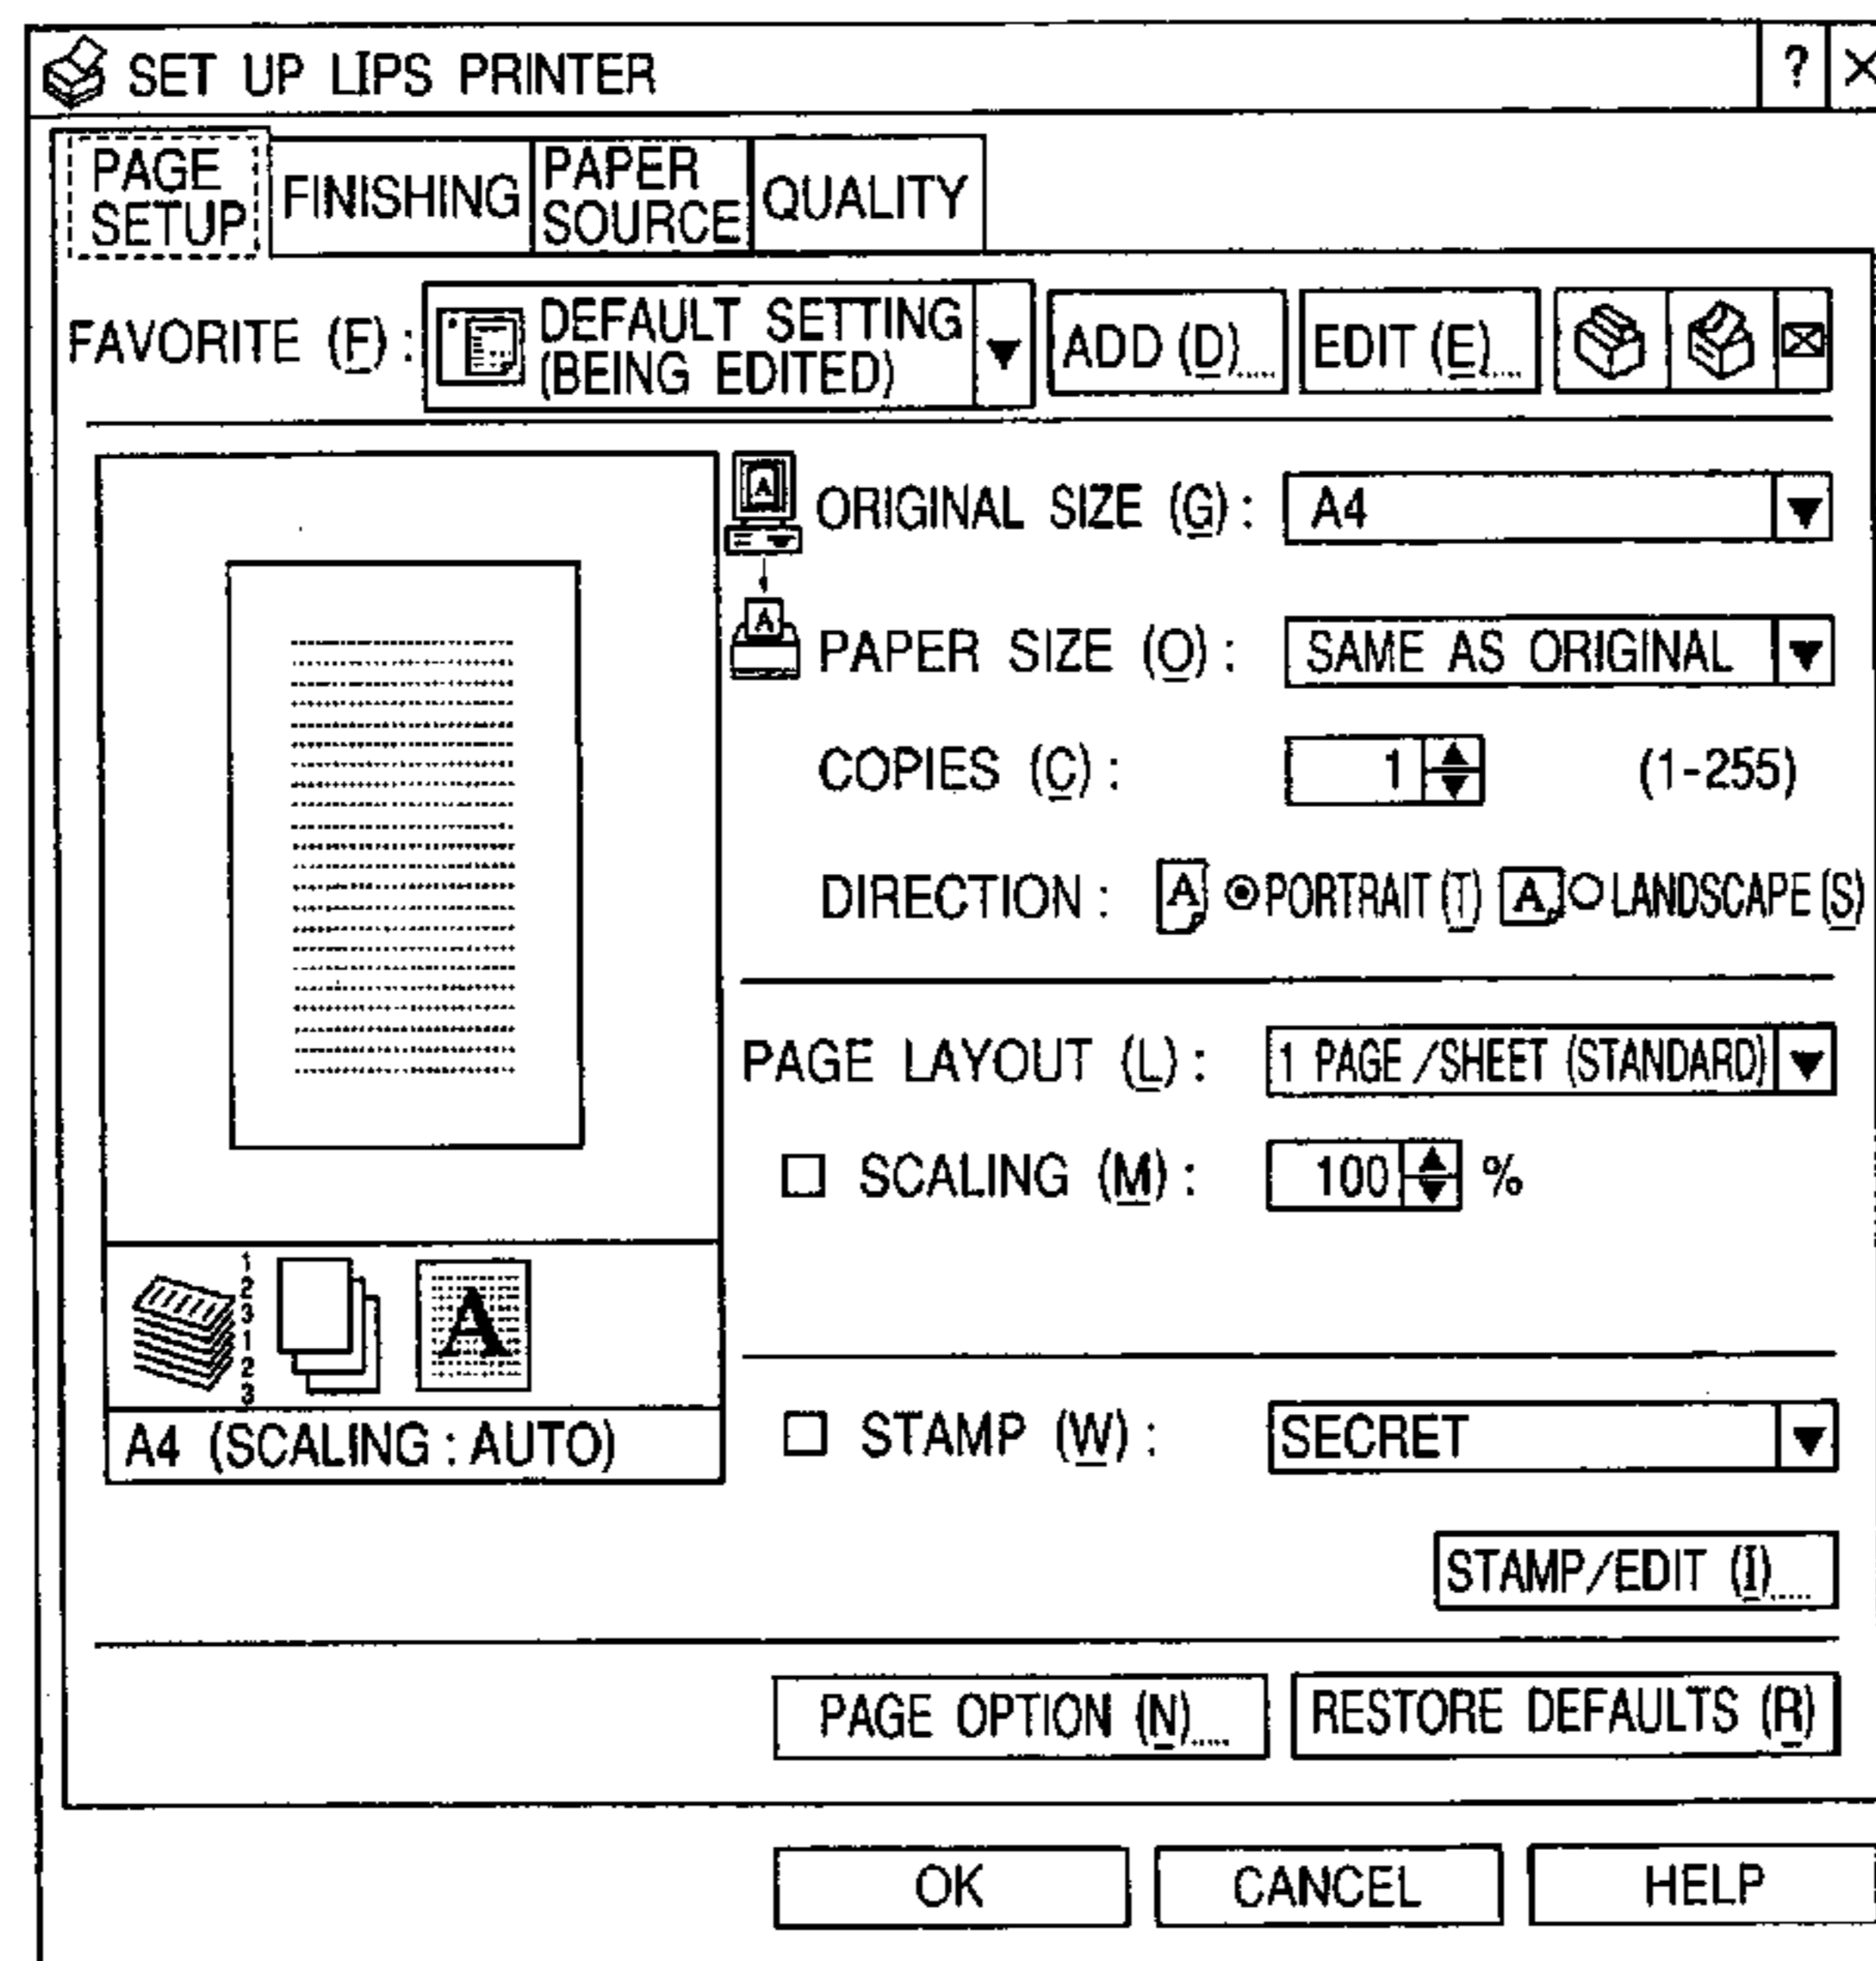 SET UP LIPS PRINTER ? ×
PAGE SETUP FINISHING PAPER SOURCE QUALITY
FAVORITE (F) : DEFAULT SETTING (BEING EDITED) ADD (D).... EDIT (E)....
A
ORIGINAL SIZE (G) : A4
A
PAPER SIZE (O) : SAME AS ORIGINAL
COPIES (C) : 1 (1-255)
DIRECTION : A PORTRAIT (T) A LANDSCAPE (S)
PAGE LAYOUT (L) : 1 PAGE /SHEET (STANDARD)
SCALING (M) : 100 %
1
2
3
1
2
3
A
A4 (SCALING : AUTO)
STAMP (W) : SECRET
STAMP/EDIT (I)....
PAGE OPTION (N).... RESTORE DEFAULTS (R)
OK CANCEL HELP